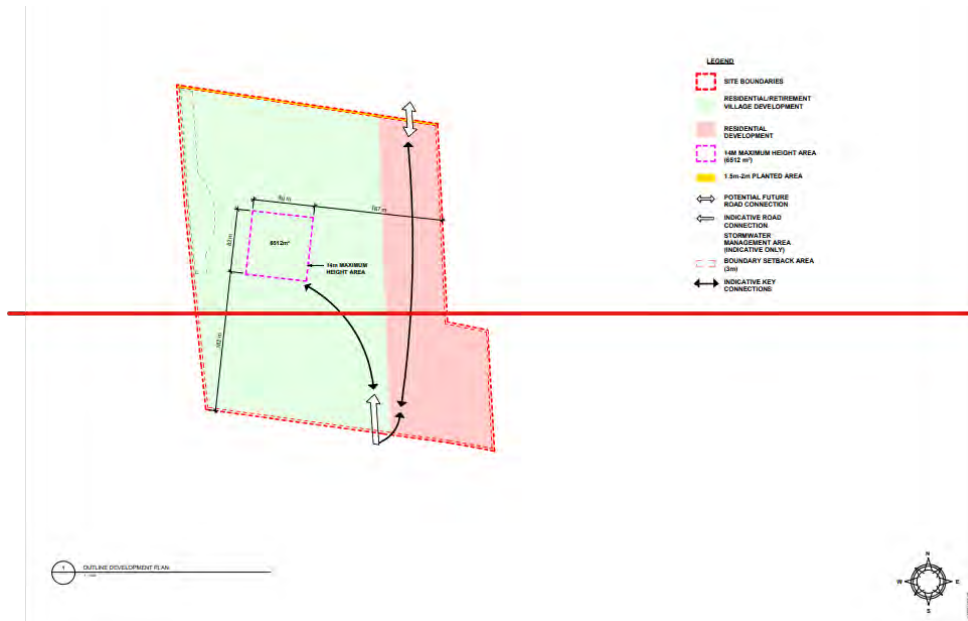 LEGEND
SITE BOUNDARIES
RESIDENTIAL/RETIREMENT
VILLAGE DEVELOPMENT
RESIDENTIAL
DEVELOPMENT
14M MAXIMUM HEIGHT AREA
(6512 m²)
1.5m-2m PLANTED AREA
POTENTIAL FUTURE
ROAD CONNECTION
INDICATIVE ROAD
CONNECTION
STORMWATER
MANAGEMENT AREA
(INDICATIVE ONLY)
BOUNDARY SETBACK AREA
(3m)
INDICATIVE KEY
CONNECTIONS
6512m²
14m MAXIMUM
HEIGHT AREA
1
OUTLINE DEVELOPMENT PLAN
N
W
E
S